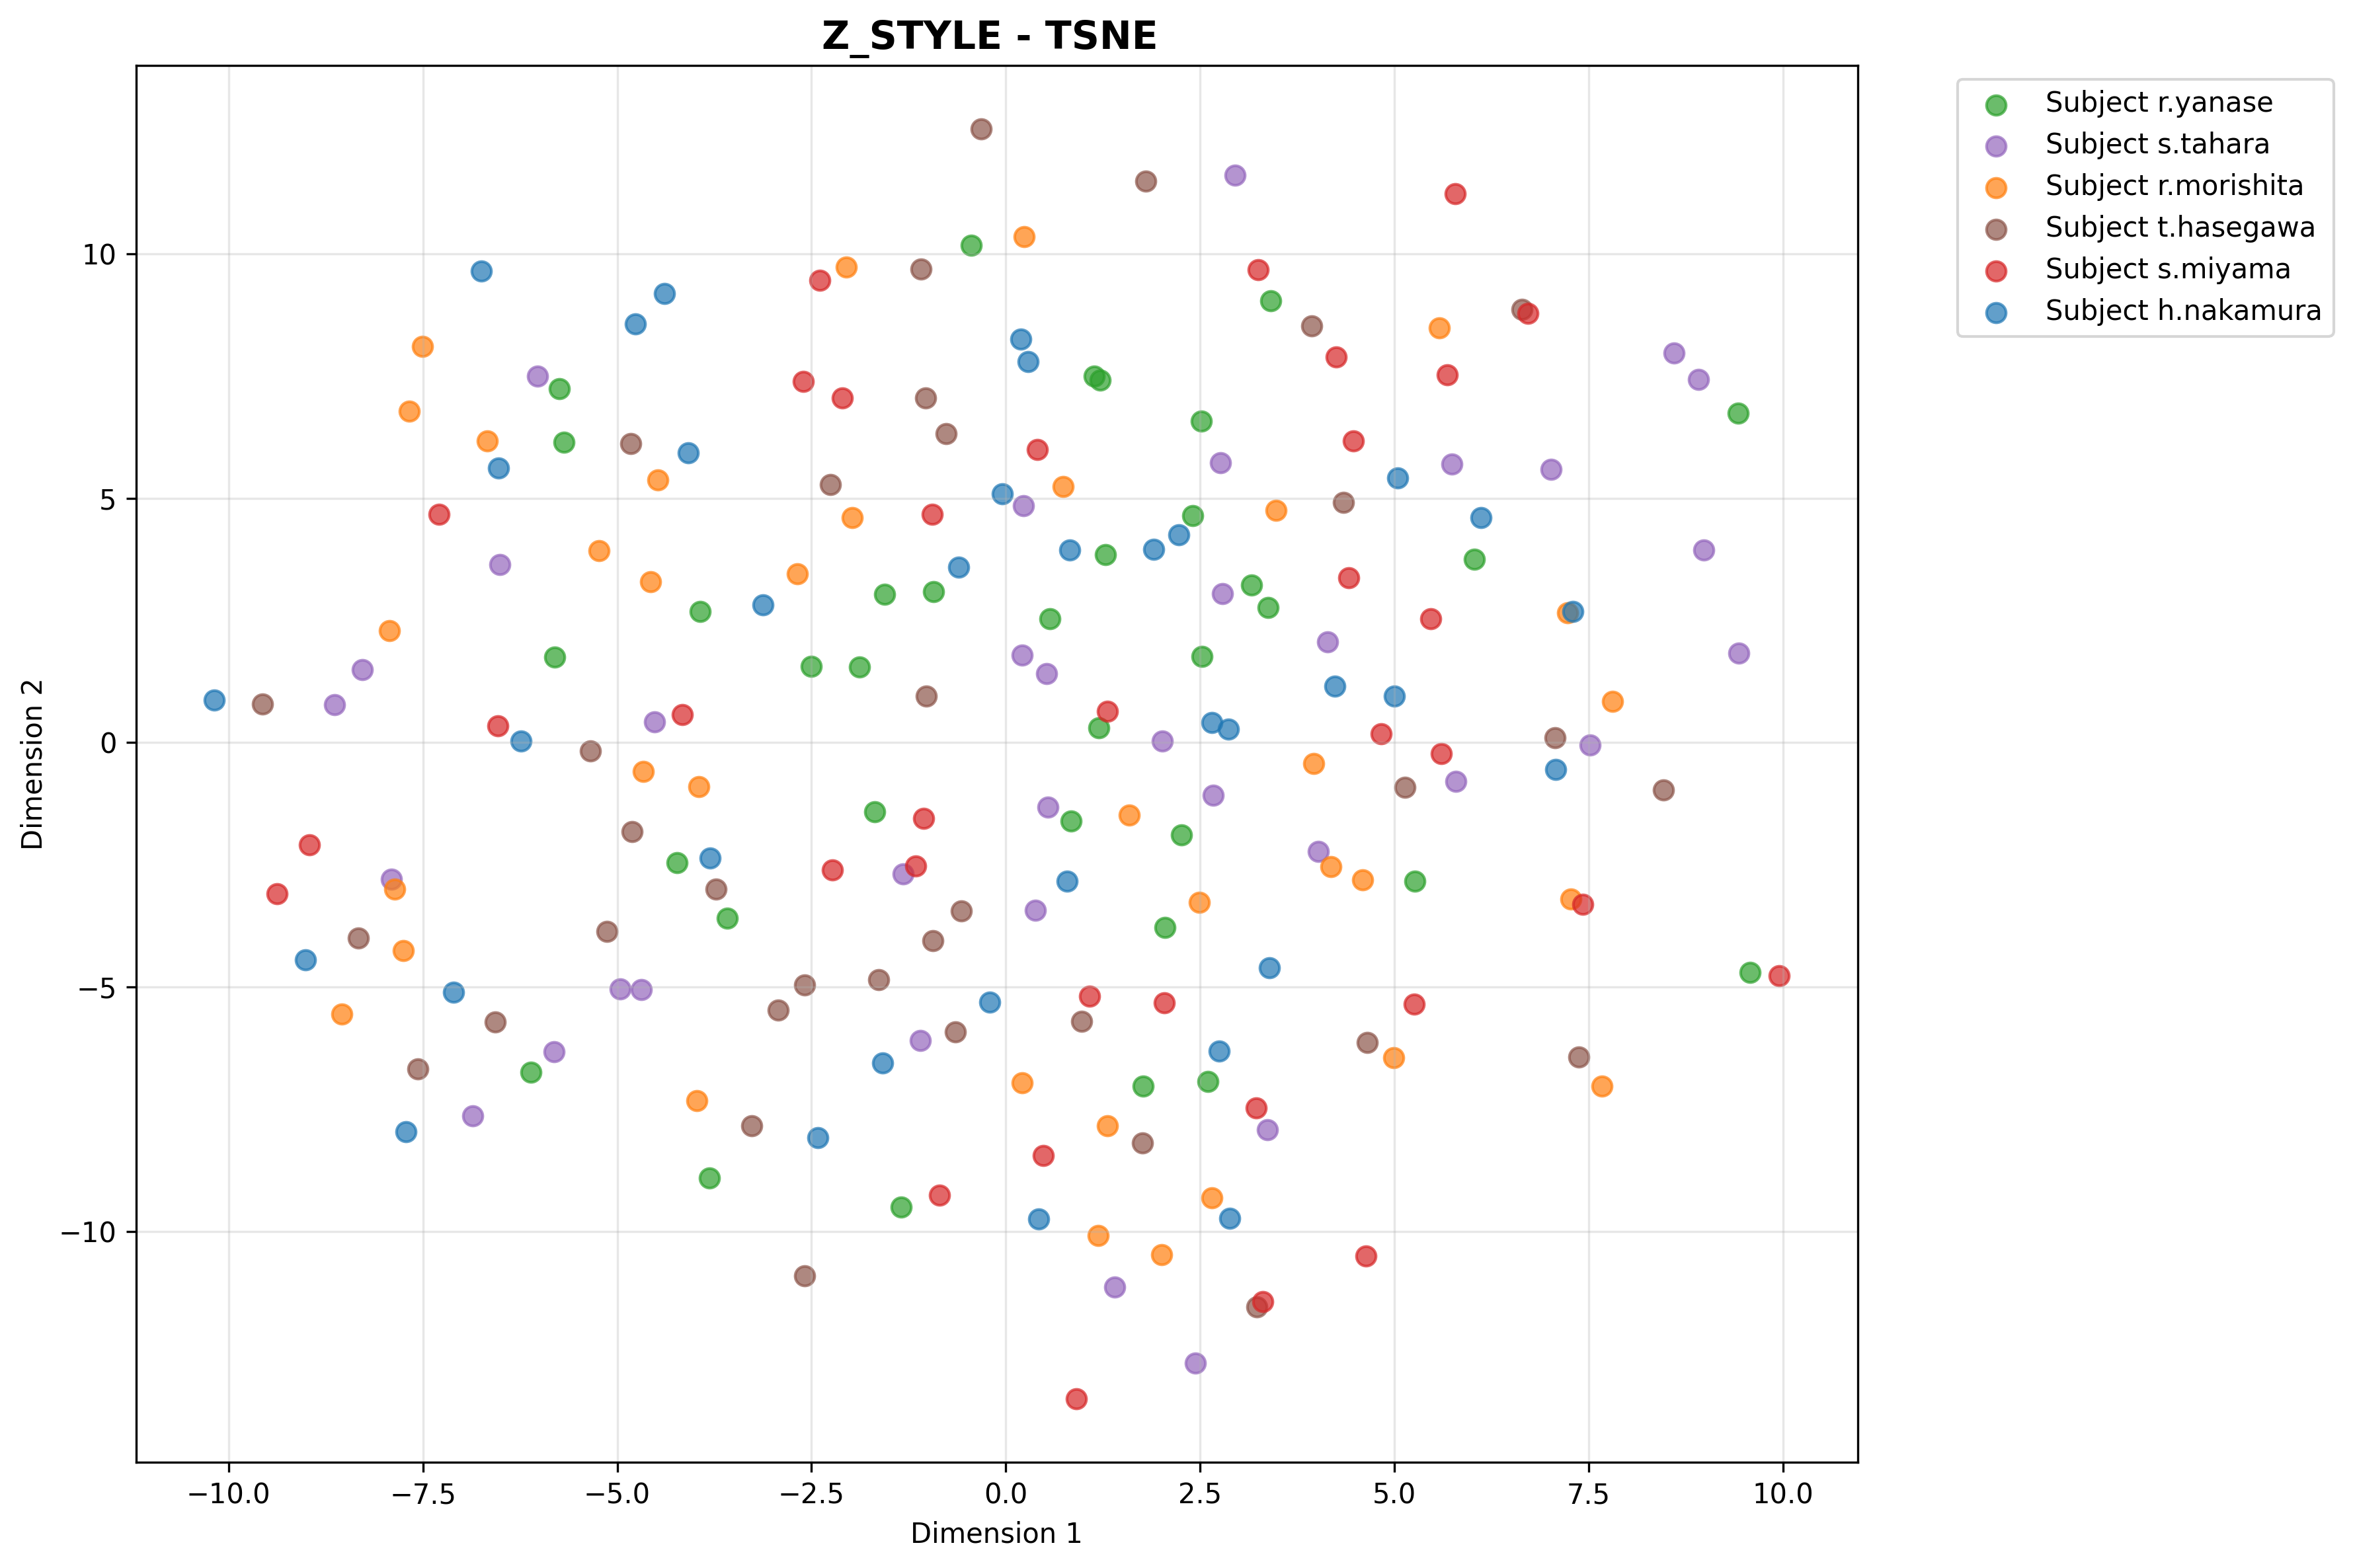 Z_STYLE - TSNE
Subject r.yanase
Subject s.tahara
Subject r.morishita
Subject t.hasegawa
Subject s.miyama
Subject h.nakamura
Dimension 2
10
5
0
−5
−10
−10.0 −7.5 −5.0 −2.5 0.0 2.5 5.0 7.5 10.0
Dimension 1